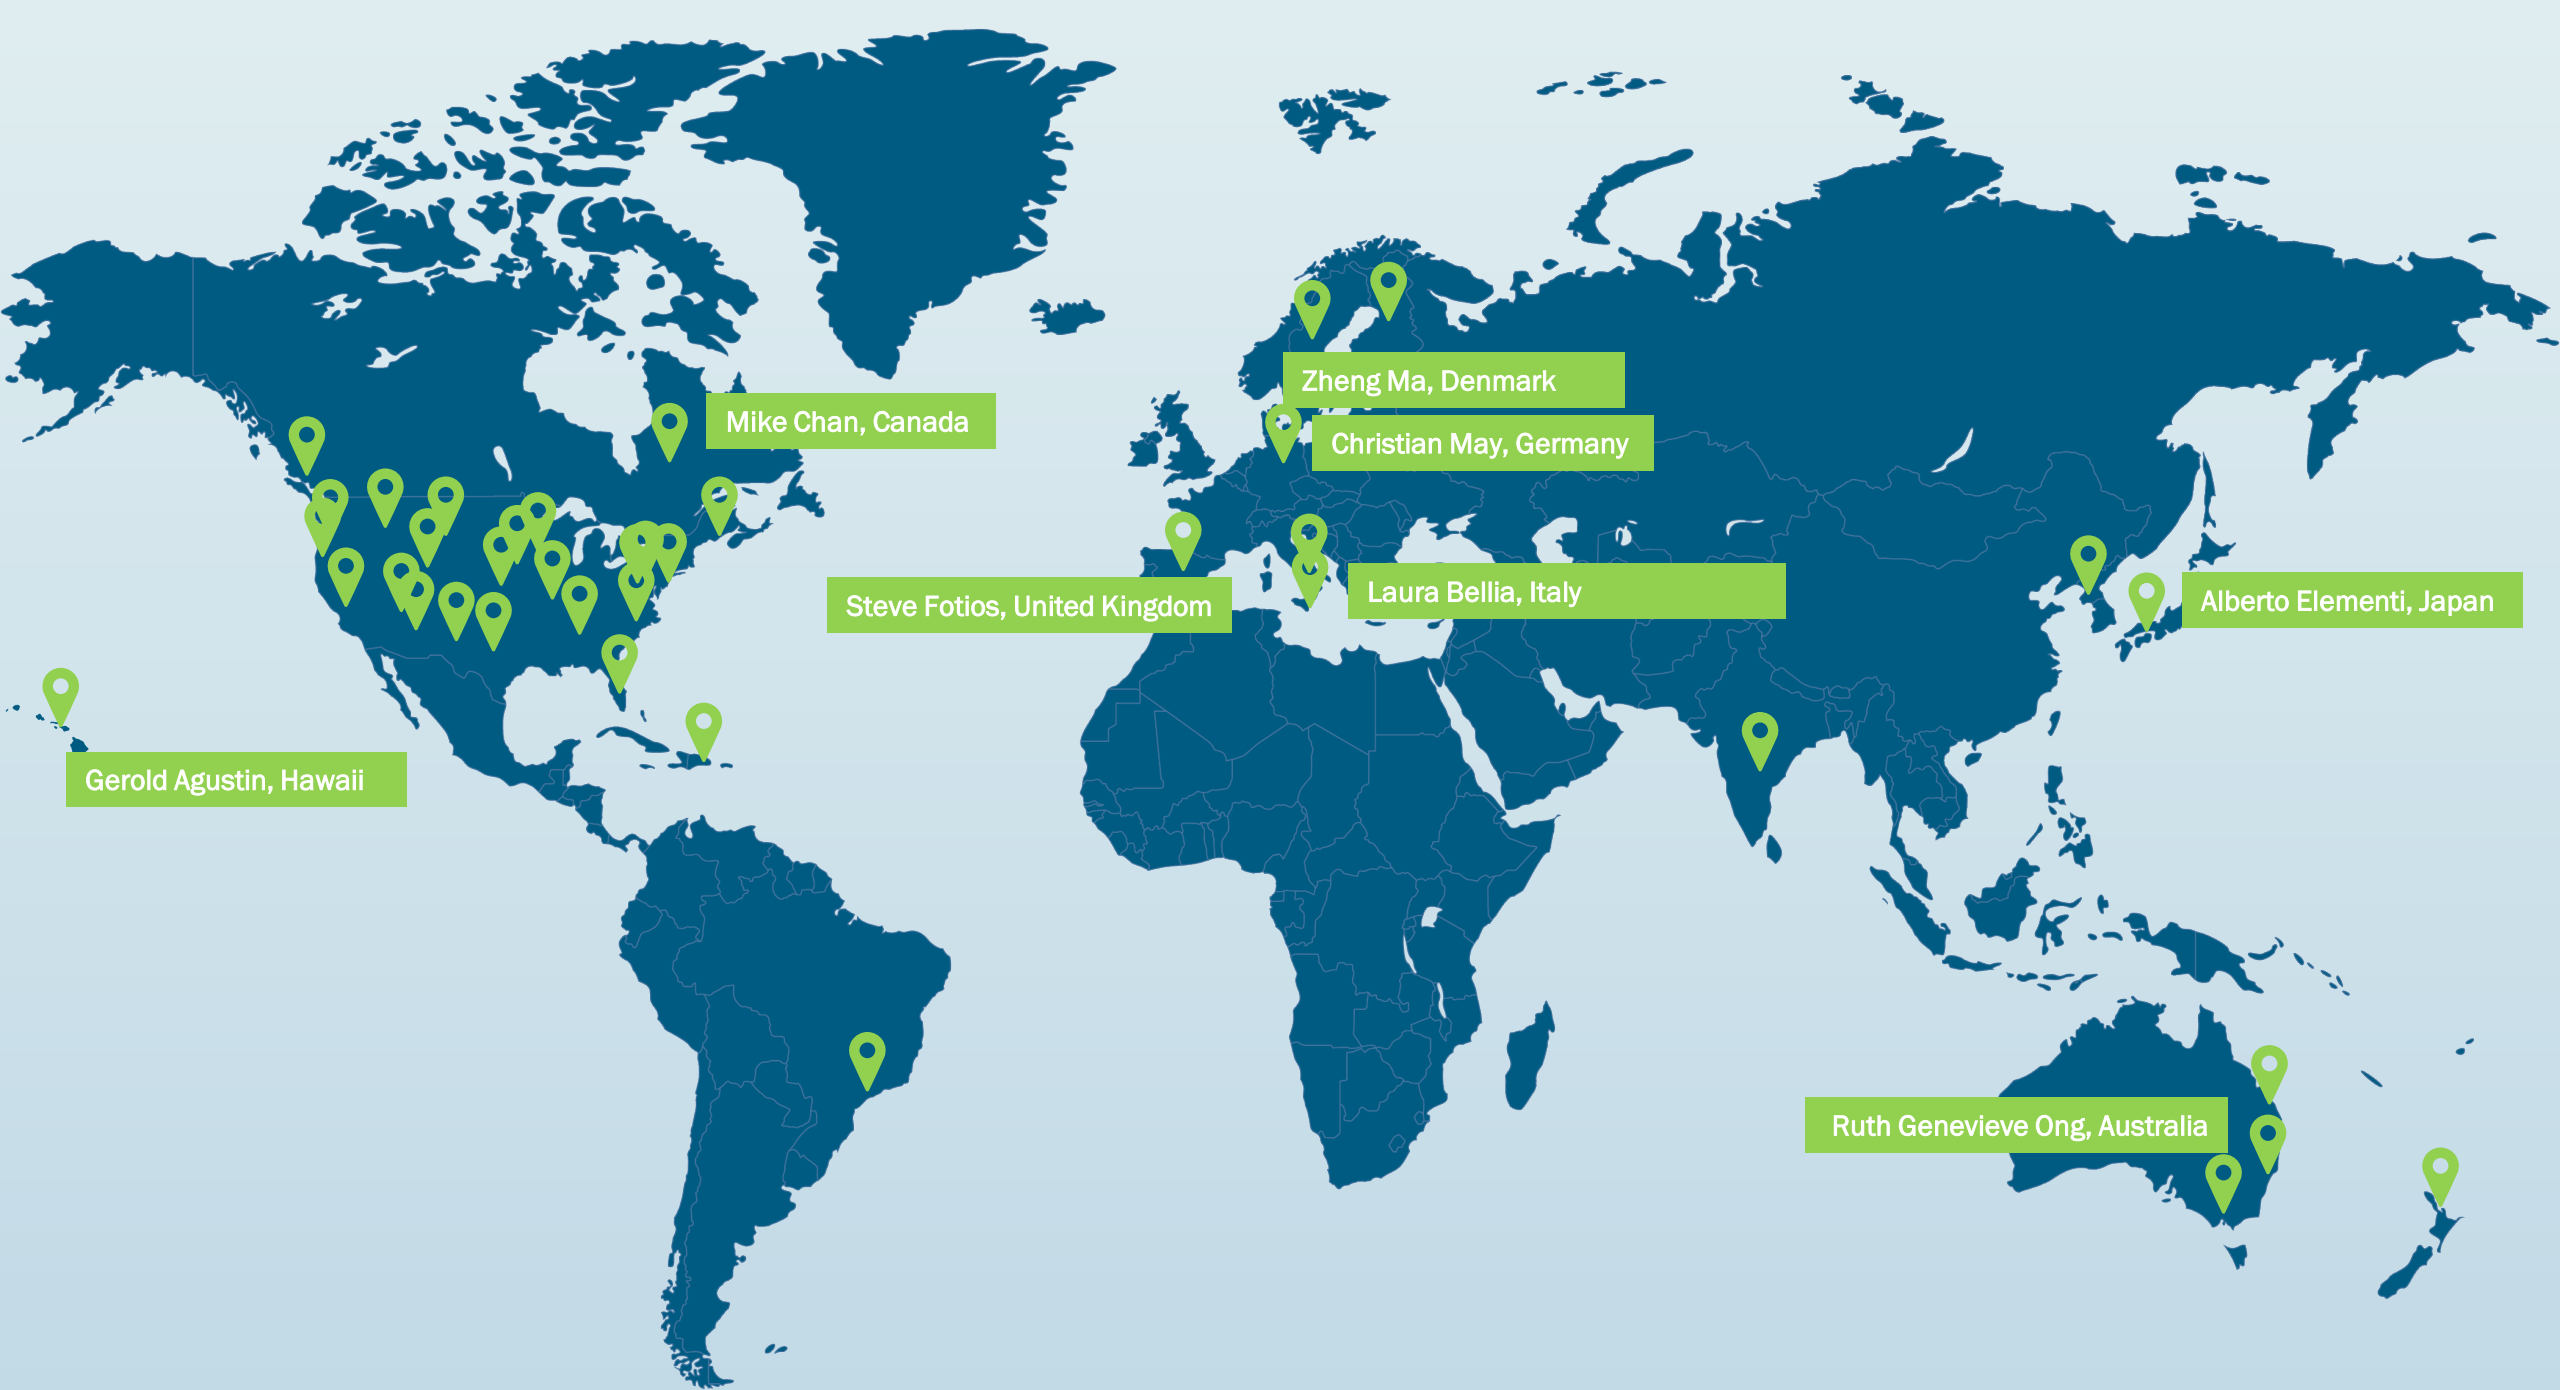 Zheng Ma, Denmark
Mike Chan, Canada
Christian May, Germany
Laura Bellia, Italy
Steve Fotios, United Kingdom
Alberto Elementi, Japan
Gerold Agustin, Hawaii
Ruth Genevieve Ong, Australia